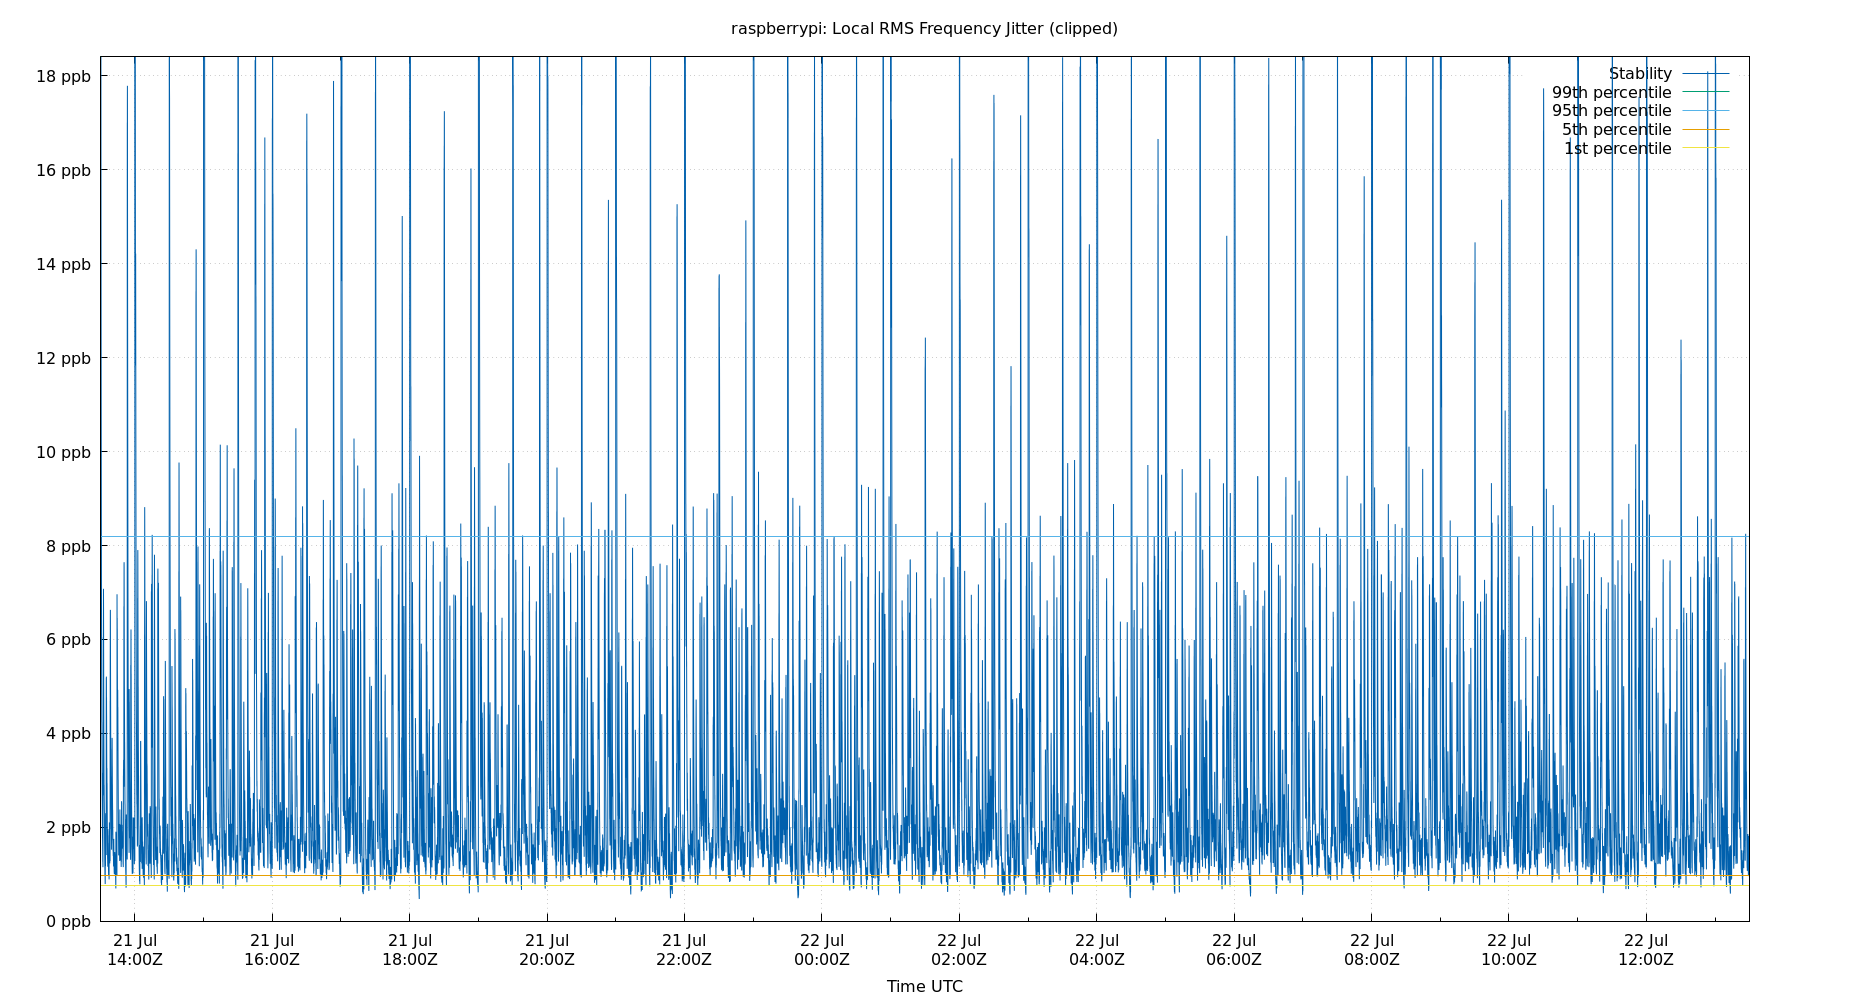 raspberrypi: Local RMS Frequency Jitter (clipped)
18 ppb
16 ppb
14 ppb
12 ppb
10 ppb
8 ppb
6 ppb
4 ppb
2 ppb
0 ppb
Stability
99th percentile
95th percentile
5th percentile
1st percentile
21 Jul 21 Jul 21 Jul 21 Jul 21 Jul 22 Jul 22 Jul 22 Jul 22 Jul 22 Jul 22 Jul 22 Jul
14:00Z 16:00Z 18:00Z 20:00Z 22:00Z 00:00Z 02:00Z 04:00Z 06:00Z 08:00Z 10:00Z 12:00Z
Time UTC